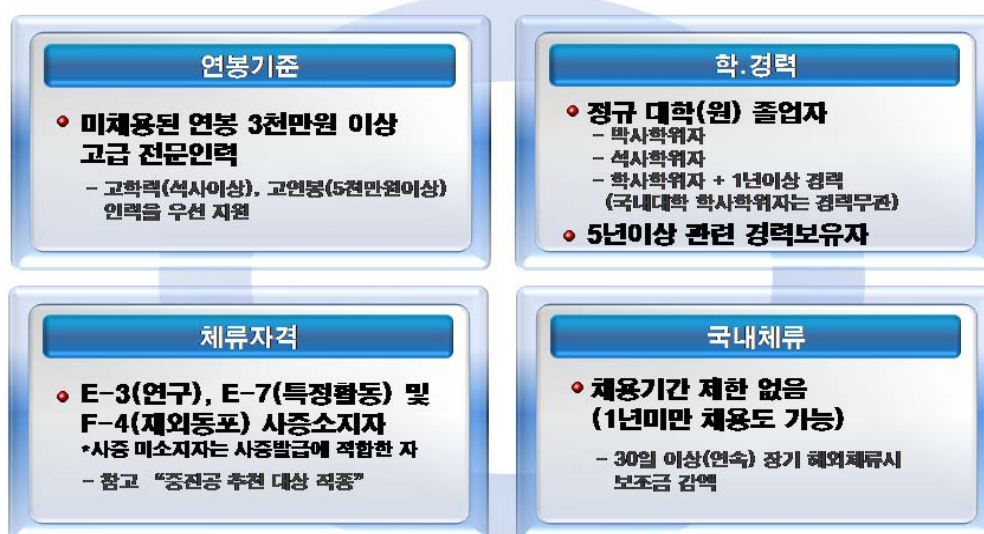 연봉기준
• 미채용된 연봉 3천만원 이상
고급 전문인력
- 고학력(석사이상), 고연봉(5천만원이상)
인력을 우선 지원
학.경력
• 정규 대학(원) 졸업자
- 박사학위자
- 석사학위자
- 학사학위자 + 1년이상 경력
(국내대학 학사학위자는 경력무관)
• 5년이상 관련 경력보유자
체류자격
• E-3(연구), E-7(특정활동) 및
F-4(재외동포) 사증소지자
*사증 미소지자는 사증발급에 적합한 자
- 참고 “중진공 추천 대상 직종”
국내체류
• 채용기간 제한 없음
(1년미만 채용도 가능)
- 30일 이상(연속) 장기 해외체류시
보조금 감액